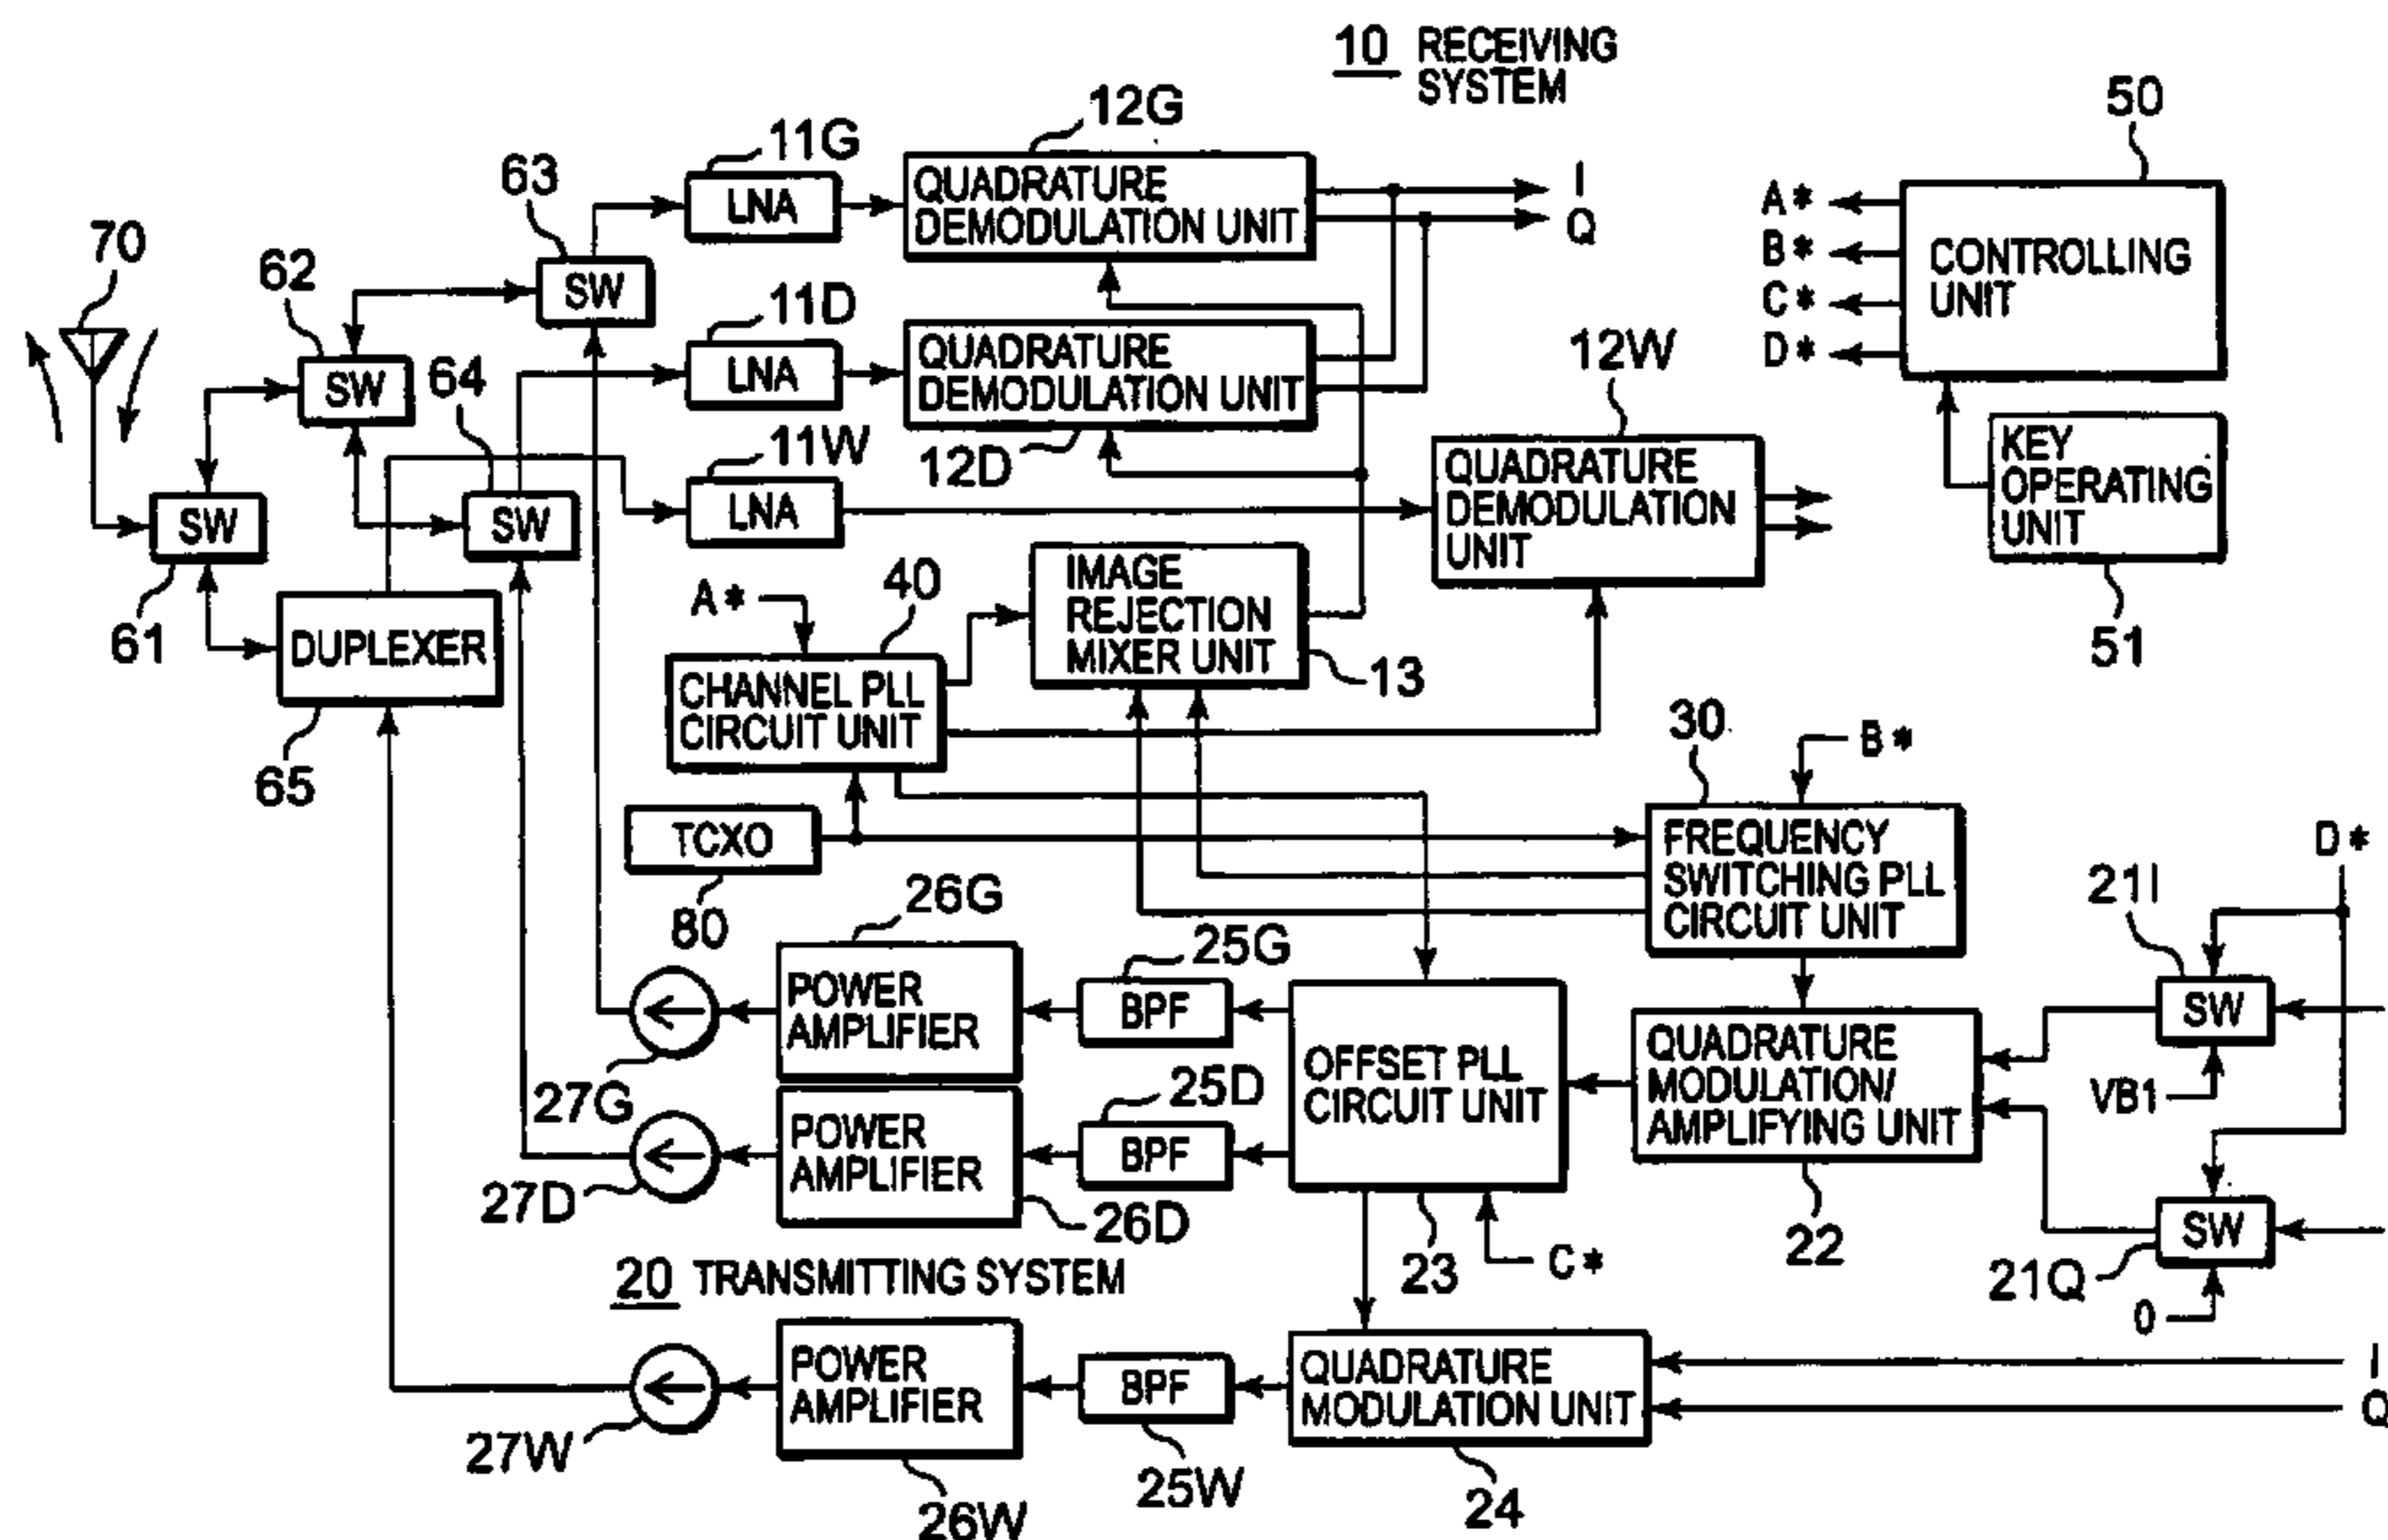 10 RECEIVING
SYSTEM
12G
50
11G
63
QUADRATURE
DEMODULATION UNIT
LNA
I
Q
A*
B*
C*
D*
CONTROLLING
UNIT
70
62
SW
11D
QUADRATURE
DEMODULATION UNIT
LNA
12W
SW
64
11W
12D
KEY
OPERATING
UNIT
QUADRATURE
DEMODULATION
UNIT
SW
SW
LNA
61
A*
40
IMAGE
REJECTION
MIXER UNIT
51
DUPLEXER
13
CHANNEL PLL
CIRCUIT UNIT
65
30
B*
TCXO
FREQUENCY
SWITCHING PLL
CIRCUIT UNIT
D*
80
26G
25G
21I
POWER
AMPLIFIER
BPF
SW
OFFSET PLL
CIRCUIT UNIT
QUADRATURE
MODULATION/
AMPLIFYING UNIT
VB1
27G
25D
POWER
AMPLIFIER
BPF
27D
26D
SW
22
23
C*
21Q
0
20 TRANSMITTING SYSTEM
POWER
AMPLIFIER
BPF
QUADRATURE
MODULATION UNIT
I
Q
27W
25W
24
26W